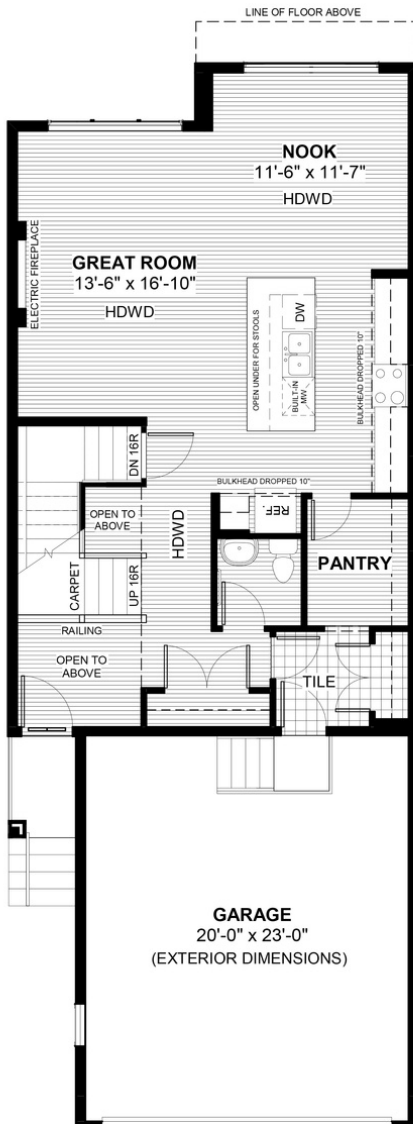 LINE OF FLOOR ABOVE
NOOK
11'-6" x 11'-7"
HDWD
ELECTRIC FIREPLACE
GREAT ROOM
13'-6" x 16'-10"
HDWD
OPEN UNDER FOR STOOLS
DW
BUILT-IN
MW
BULKHEAD DROPPED 10"
DN 16R
BULKHEAD DROPPED 10"
REF.
OPEN TO
ABOVE
HDWD
PANTRY
CARPET
UP 16R
RAILING
OPEN TO
ABOVE
TILE
GARAGE
20'-0" x 23'-0"
(EXTERIOR DIMENSIONS)